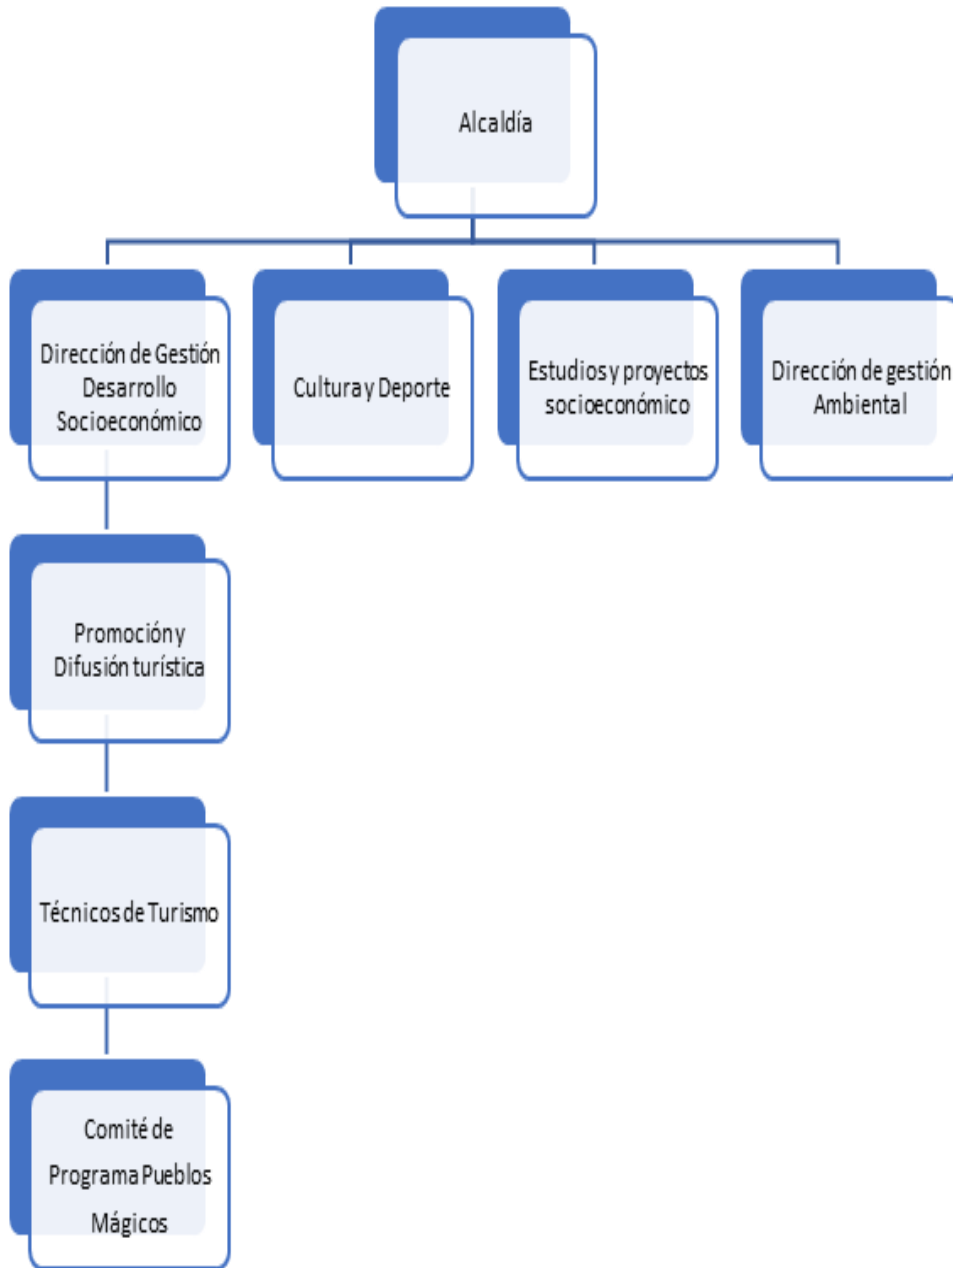 Alcaldía
Dirección de Gestión
Desarrollo
Socioeconómico
Cultura y Deporte
Estudios y proyectos
socioeconómico
Dirección de gestión
Ambiental
Promoción y
Difusión turística
Técnicos de Turismo
Comité de
Programa Pueblos
Mágicos